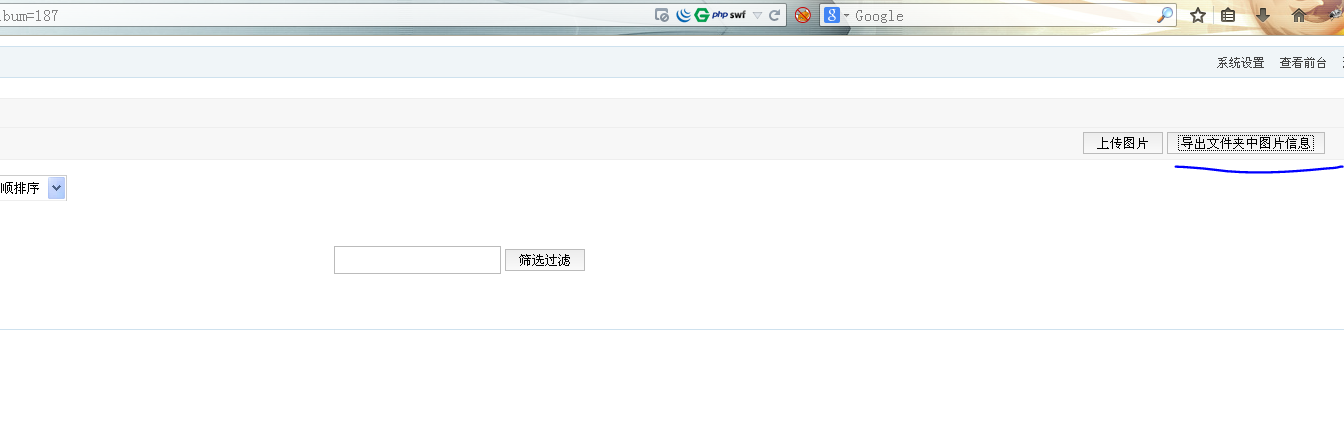 lbum=187
php swf
Google
系统设置 查看前台
上传图片 导出文件夹中图片信息
顺排序
筛选过滤